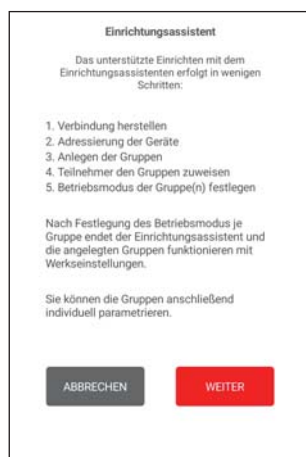 Einrichtungsassistent
Das unterstützte Einrichten mit dem
Einrichtungsassistenten erfolgt in wenigen
Schritten:
1. Verbindung herstellen
2. Adressierung der Geräte
3. Anlegen der Gruppen
4. Teilnehmer den Gruppen zuweisen
5. Betriebsmodus der Gruppe(n) festlegen
Nach Festlegung des Betriebsmodus je
Gruppe endet der Einrichtungsassistent und
die angelegten Gruppen funktionieren mit
Werkseinstellungen.
Sie können die Gruppen anschließend
individuell parametrieren.
ABBRECHEN WEITER